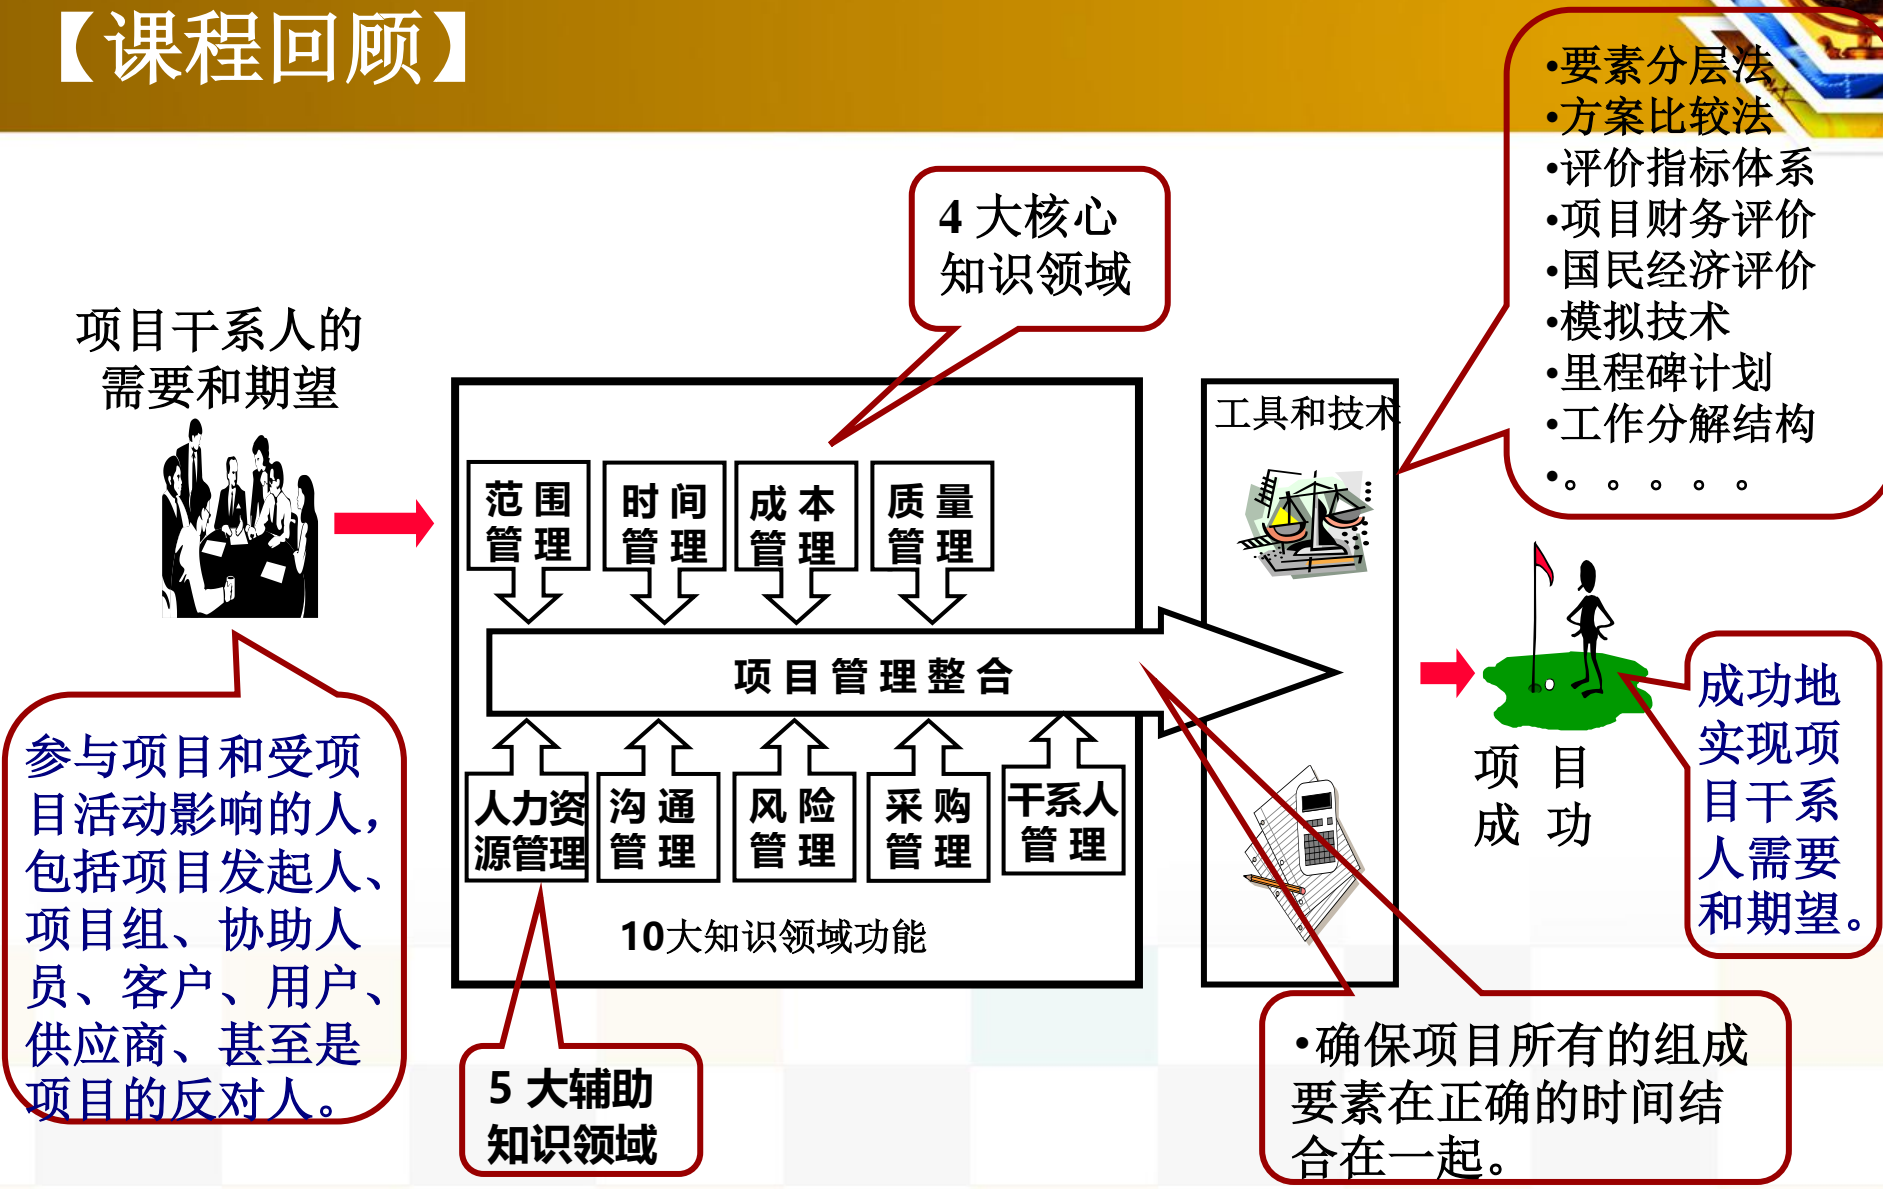 【课程回顾】
•要素分层法
•方案比较法
•评价指标体系
•项目财务评价
•国民经济评价
•模拟技术
•里程碑计划
•工作分解结构
•。。。。。
4 大核心
知识领域
项目干系人的
需要和期望
工具和技术
范 围
管 理
时 间
管 理
成 本
管 理
质 量
管 理
项 目 管 理 整 合
人力资
源管理
沟 通
管 理
风 险
管 理
采 购
管 理
干系人
管 理
10大知识领域功能
项 目
成 功
成功地
实现项
目干系
人需要
和期望。
参与项目和受项
目活动影响的人，
包括项目发起人、
项目组、协助人
员、客户、用户、
供应商、甚至是
项目的反对人。
5 大辅助
知识领域
•确保项目所有的组成
要素在正确的时间结
合在一起。